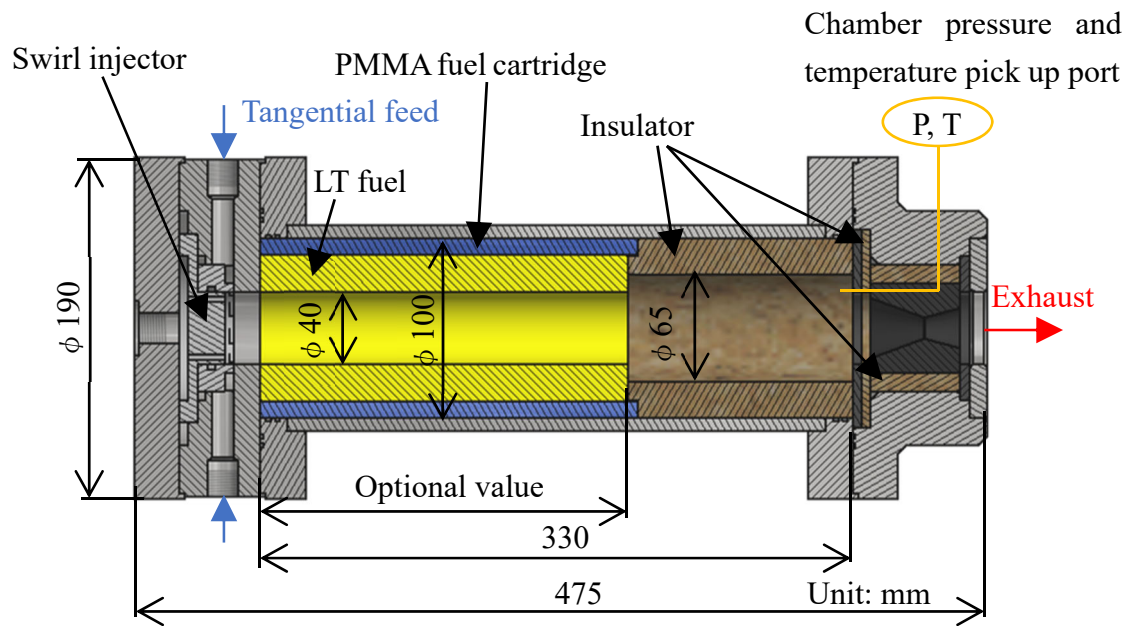 Chamber pressure and
temperature pick up port
Swirl injector
PMMA fuel cartridge
Tangential feed
Insulator
P, T
LT fuel
Exhaust
ϕ 190
ϕ 40
ϕ 100
ϕ 65
Optional value
330
475
Unit: mm